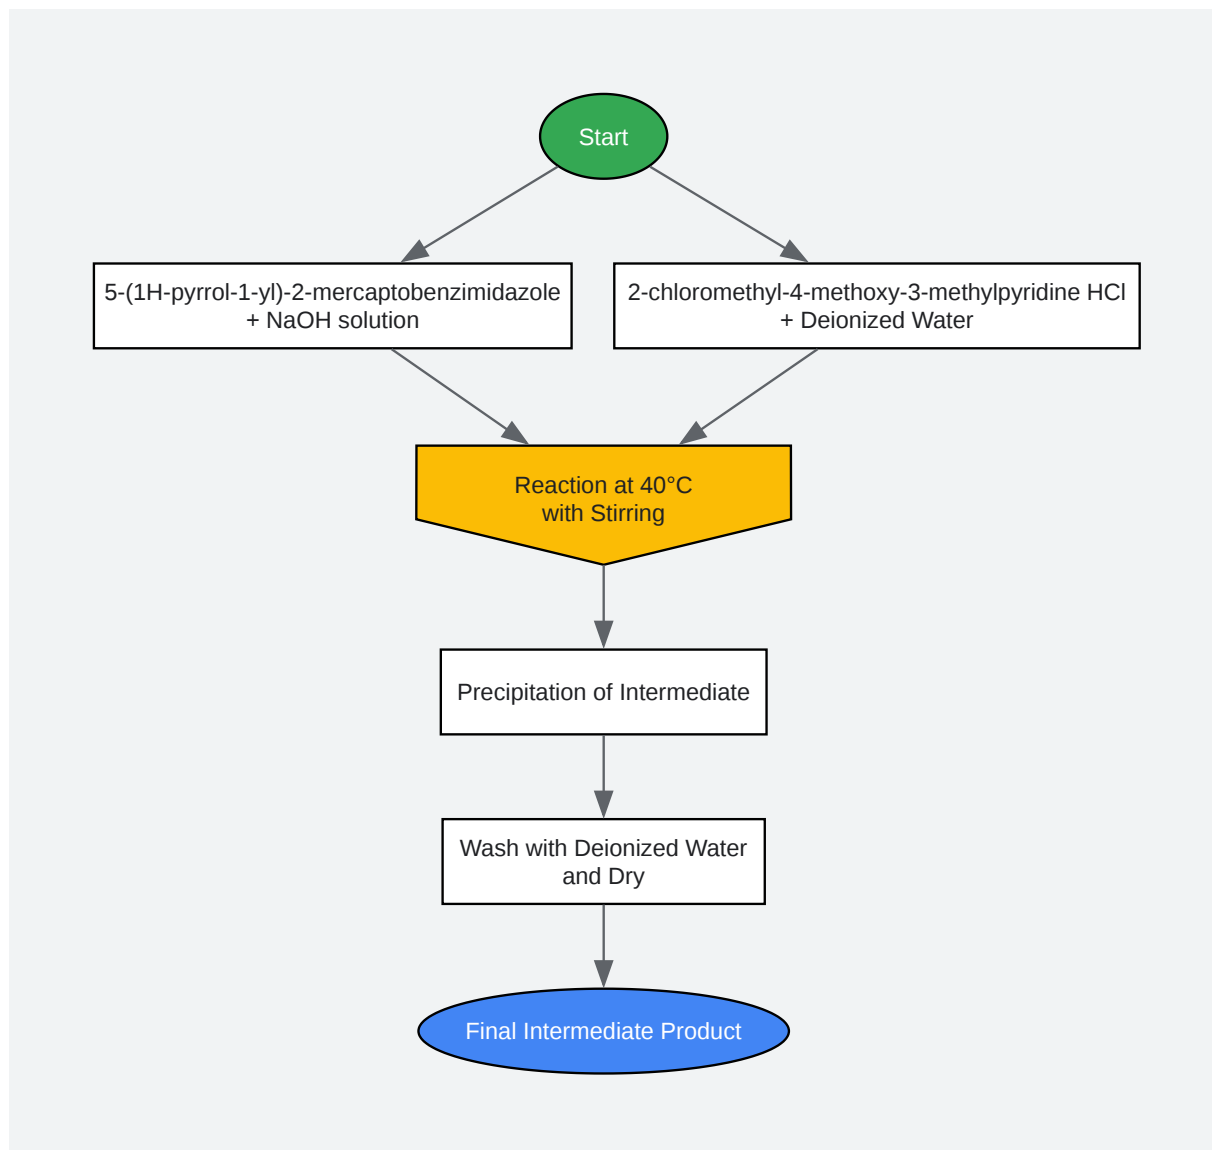 Start
5-(1H-pyrrol-1-yl)-2-mercaptobenzimidazole
+ NaOH solution
2-chloromethyl-4-methoxy-3-methylpyridine HCl
+ Deionized Water
Reaction at 40°C
with Stirring
Precipitation of Intermediate
Wash with Deionized Water
and Dry
Final Intermediate Product